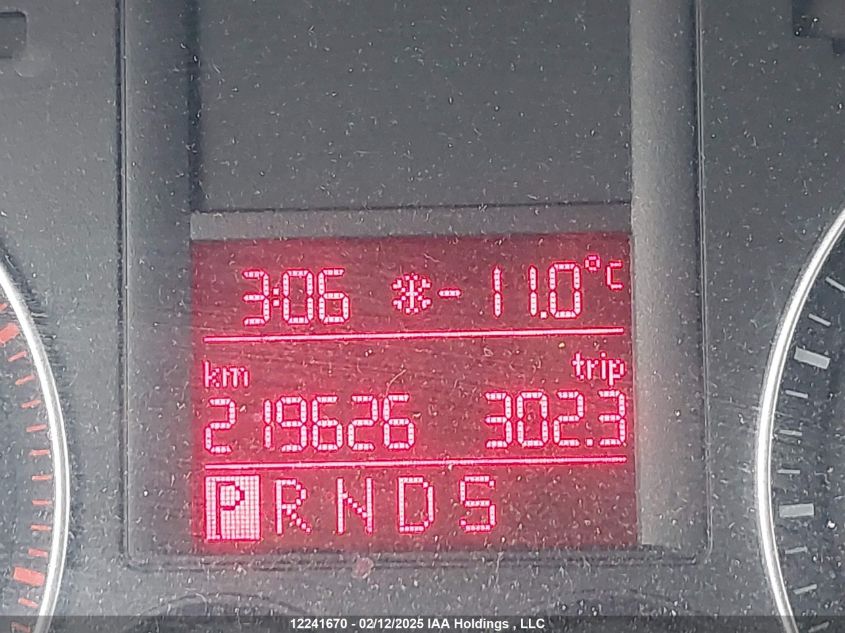 3:06 -11.0°C
km trip
219626 302.3
P R N D S
12241670 - 02/12/2025 IAA Holdings , LLC